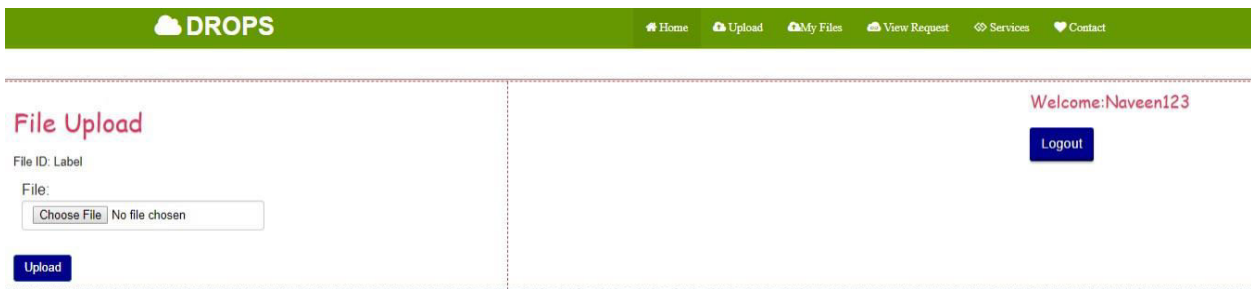 DROPS
Home Upload My Files View Request Services Contact
Welcome:Naveen123
Logout
File Upload
File ID: Label
File:
Choose File No file chosen
Upload